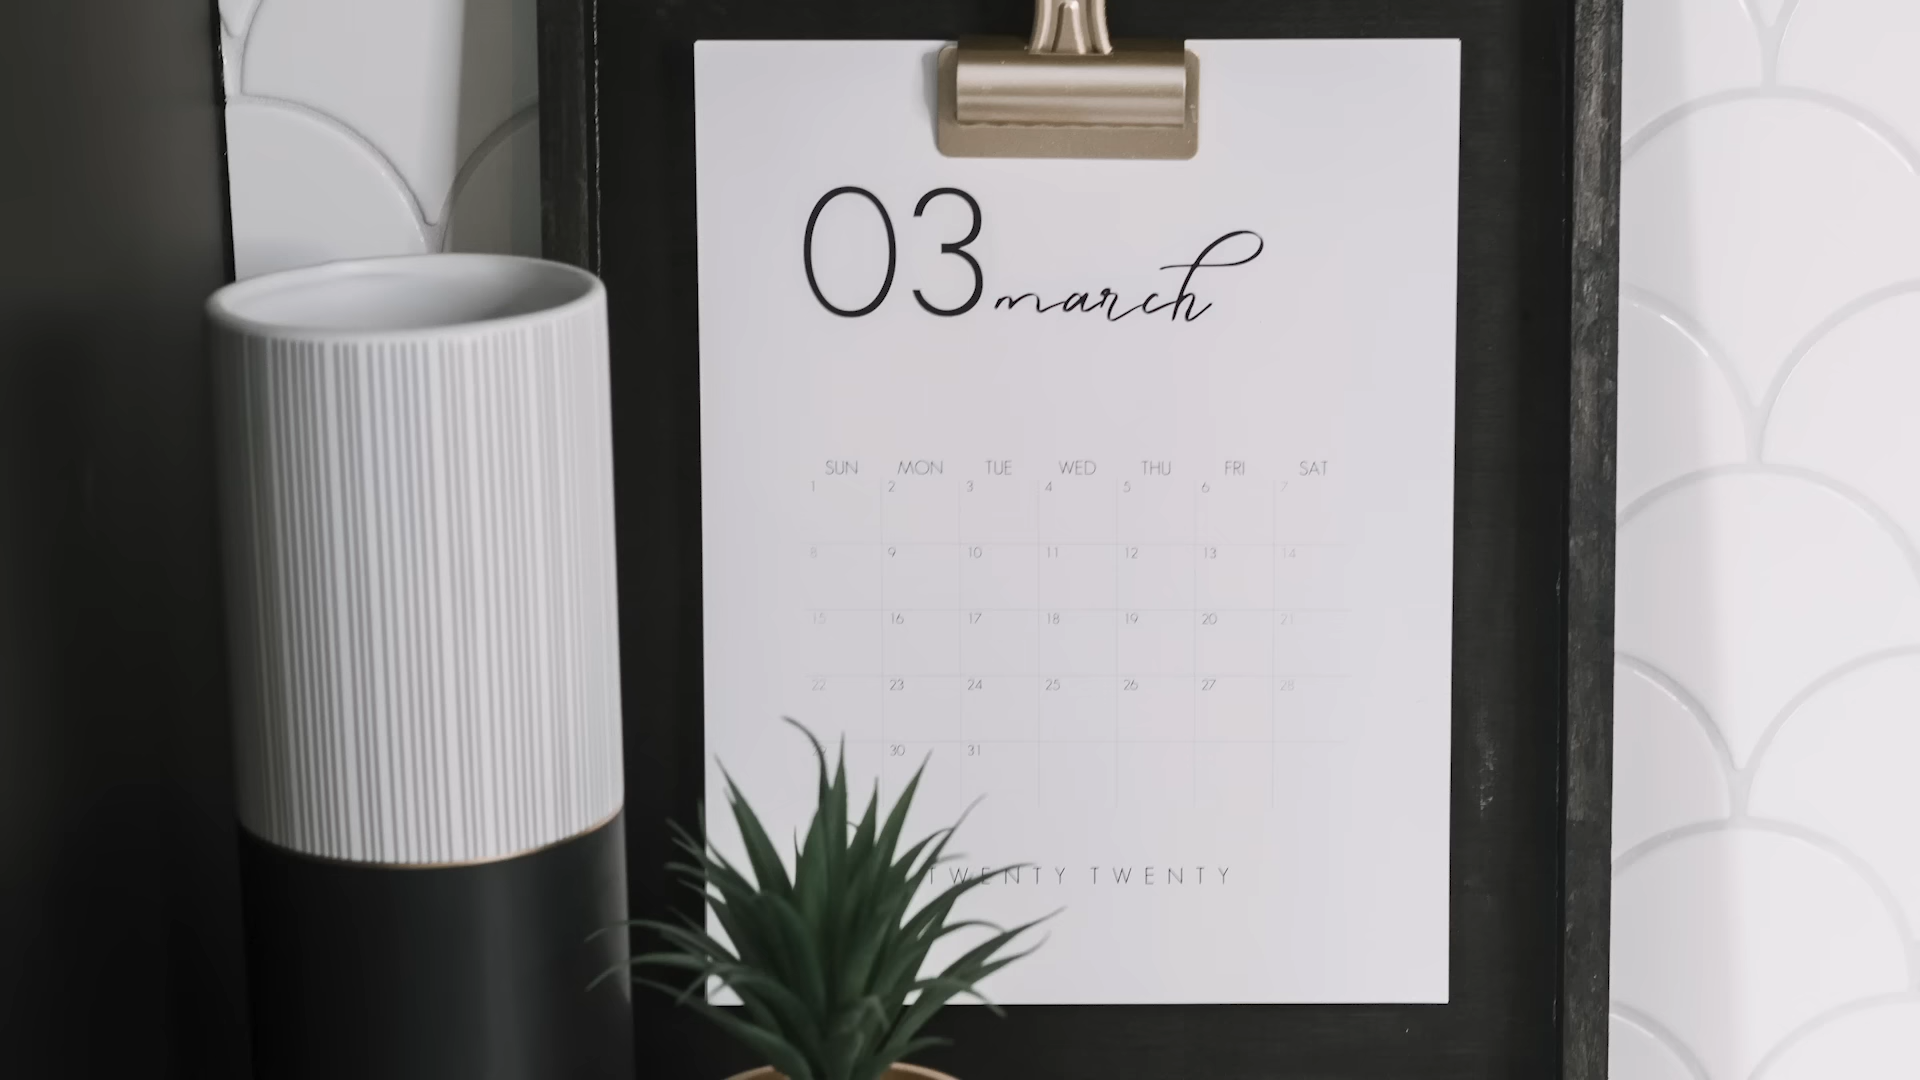 03 march
SUN MON TUE WED THU FRI SAT
1 2 3 4 5 6 7
8 9 10 11 12 13 14
15 16 17 18 19 20 21
22 23 24 25 26 27 28
30 31
TWENTY TWENTY